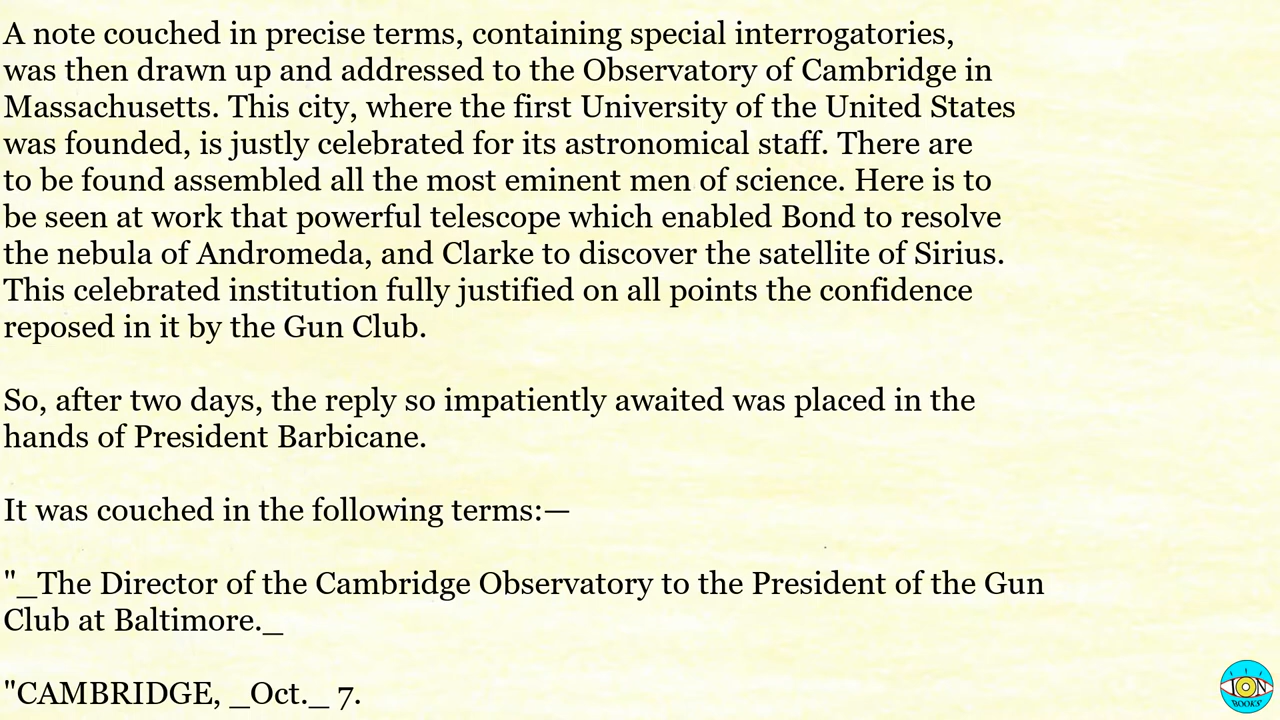 A note couched in precise terms, containing special interrogatories,
was then drawn up and addressed to the Observatory of Cambridge in
Massachusetts. This city, where the first University of the United States
was founded, is justly celebrated for its astronomical staff. There are
to be found assembled all the most eminent men of science. Here is to
be seen at work that powerful telescope which enabled Bond to resolve
the nebula of Andromeda, and Clarke to discover the satellite of Sirius.
This celebrated institution fully justified on all points the confidence
reposed in it by the Gun Club.
So, after two days, the reply so impatiently awaited was placed in the
hands of President Barbicane.
It was couched in the following terms:—
"_The Director of the Cambridge Observatory to the President of the Gun
Club at Baltimore._
"CAMBRIDGE, _Oct._ 7.
ION
BOOKS